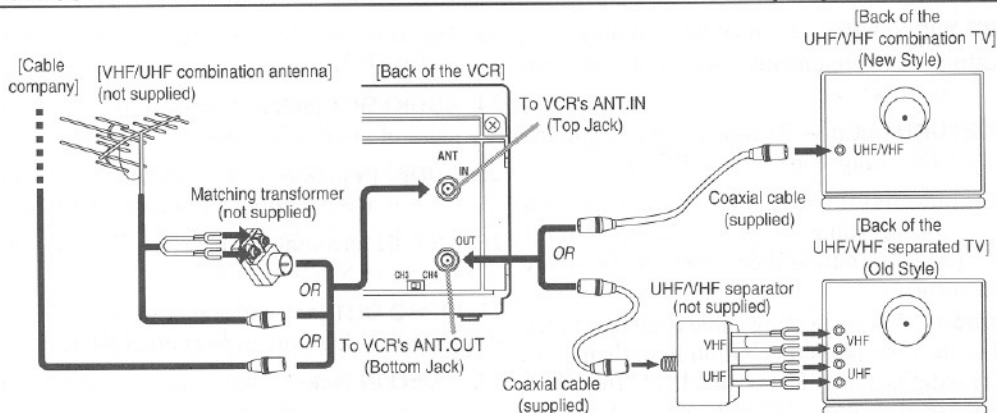 [Cable
company]
[VHF/UHF combination antenna]
(not supplied)
[Back of the VCR]
To VCR's ANT.IN
(Top Jack)
[Back of the
UHF/VHF combination TV]
(New Style)
ANT
IN
UHF/VHF
Matching transformer
(not supplied)
Coaxial cable
(supplied)
OUT
CH3 CH4
OR
OR
OR
[Back of the
UHF/VHF separated TV]
(Old Style)
UHF/VHF separator
(not supplied)
To VCR's ANT.OUT
(Bottom Jack)
VHF
UHF
VHF
UHF
Coaxial cable
(supplied)